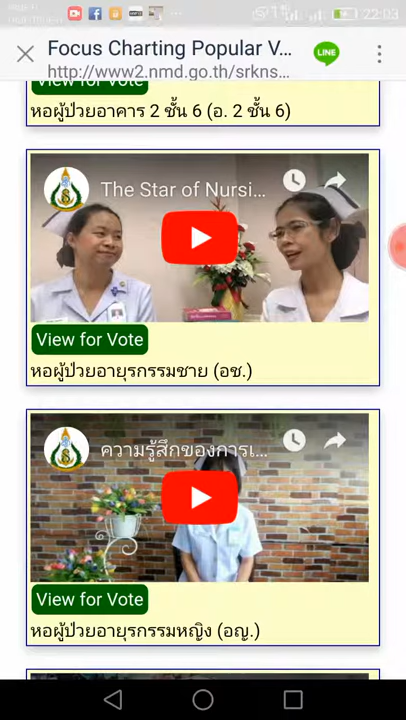 22:03
Focus Charting Popular V...
http://www2.nmd.go.th/srkns...
LINE
View for Vote
หอผู้ป่วยอาคาร 2 ชั้น 6 (อ. 2 ชั้น 6)
The Star of Nursi...
View for Vote
หอผู้ป่วยอายุรกรรมชาย (อช.)
ความรู้สึกของการเ...
View for Vote
หอผู้ป่วยอายุรกรรมหญิง (อญ.)